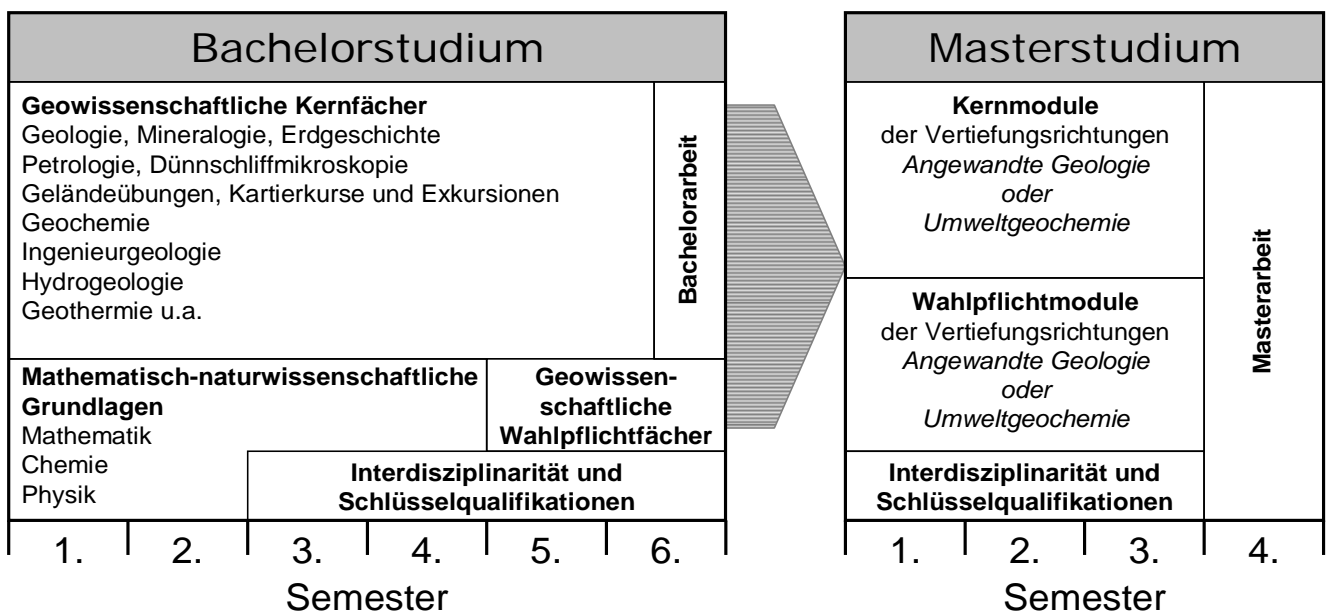 Bachelorstudium
Geowissenschaftliche Kernfächer
Geologie, Mineralogie, Erdgeschichte
Petrologie, Dünnschliffmikroskopie
Geländeübungen, Kartierkurse und Exkursionen
Geochemie
Ingenieurgeologie
Hydrogeologie
Geothermie u.a.
Bachelorarbeit
Mathematisch-naturwissenschaftliche
Grundlagen
Mathematik
Chemie
Physik
Geowissen-
schaftliche
Wahlpflichtfächer
Interdisziplinarität und
Schlüsselqualifikationen
1. 2. 3. 4. 5. 6.
Semester
Masterstudium
Kernmodule
der Vertiefungsrichtungen
Angewandte Geologie
oder
Umweltgeochemie
Wahlpflichtmodule
der Vertiefungsrichtungen
Angewandte Geologie
oder
Umweltgeochemie
Interdisziplinarität und
Schlüsselqualifikationen
Masterarbeit
1. 2. 3. 4.
Semester